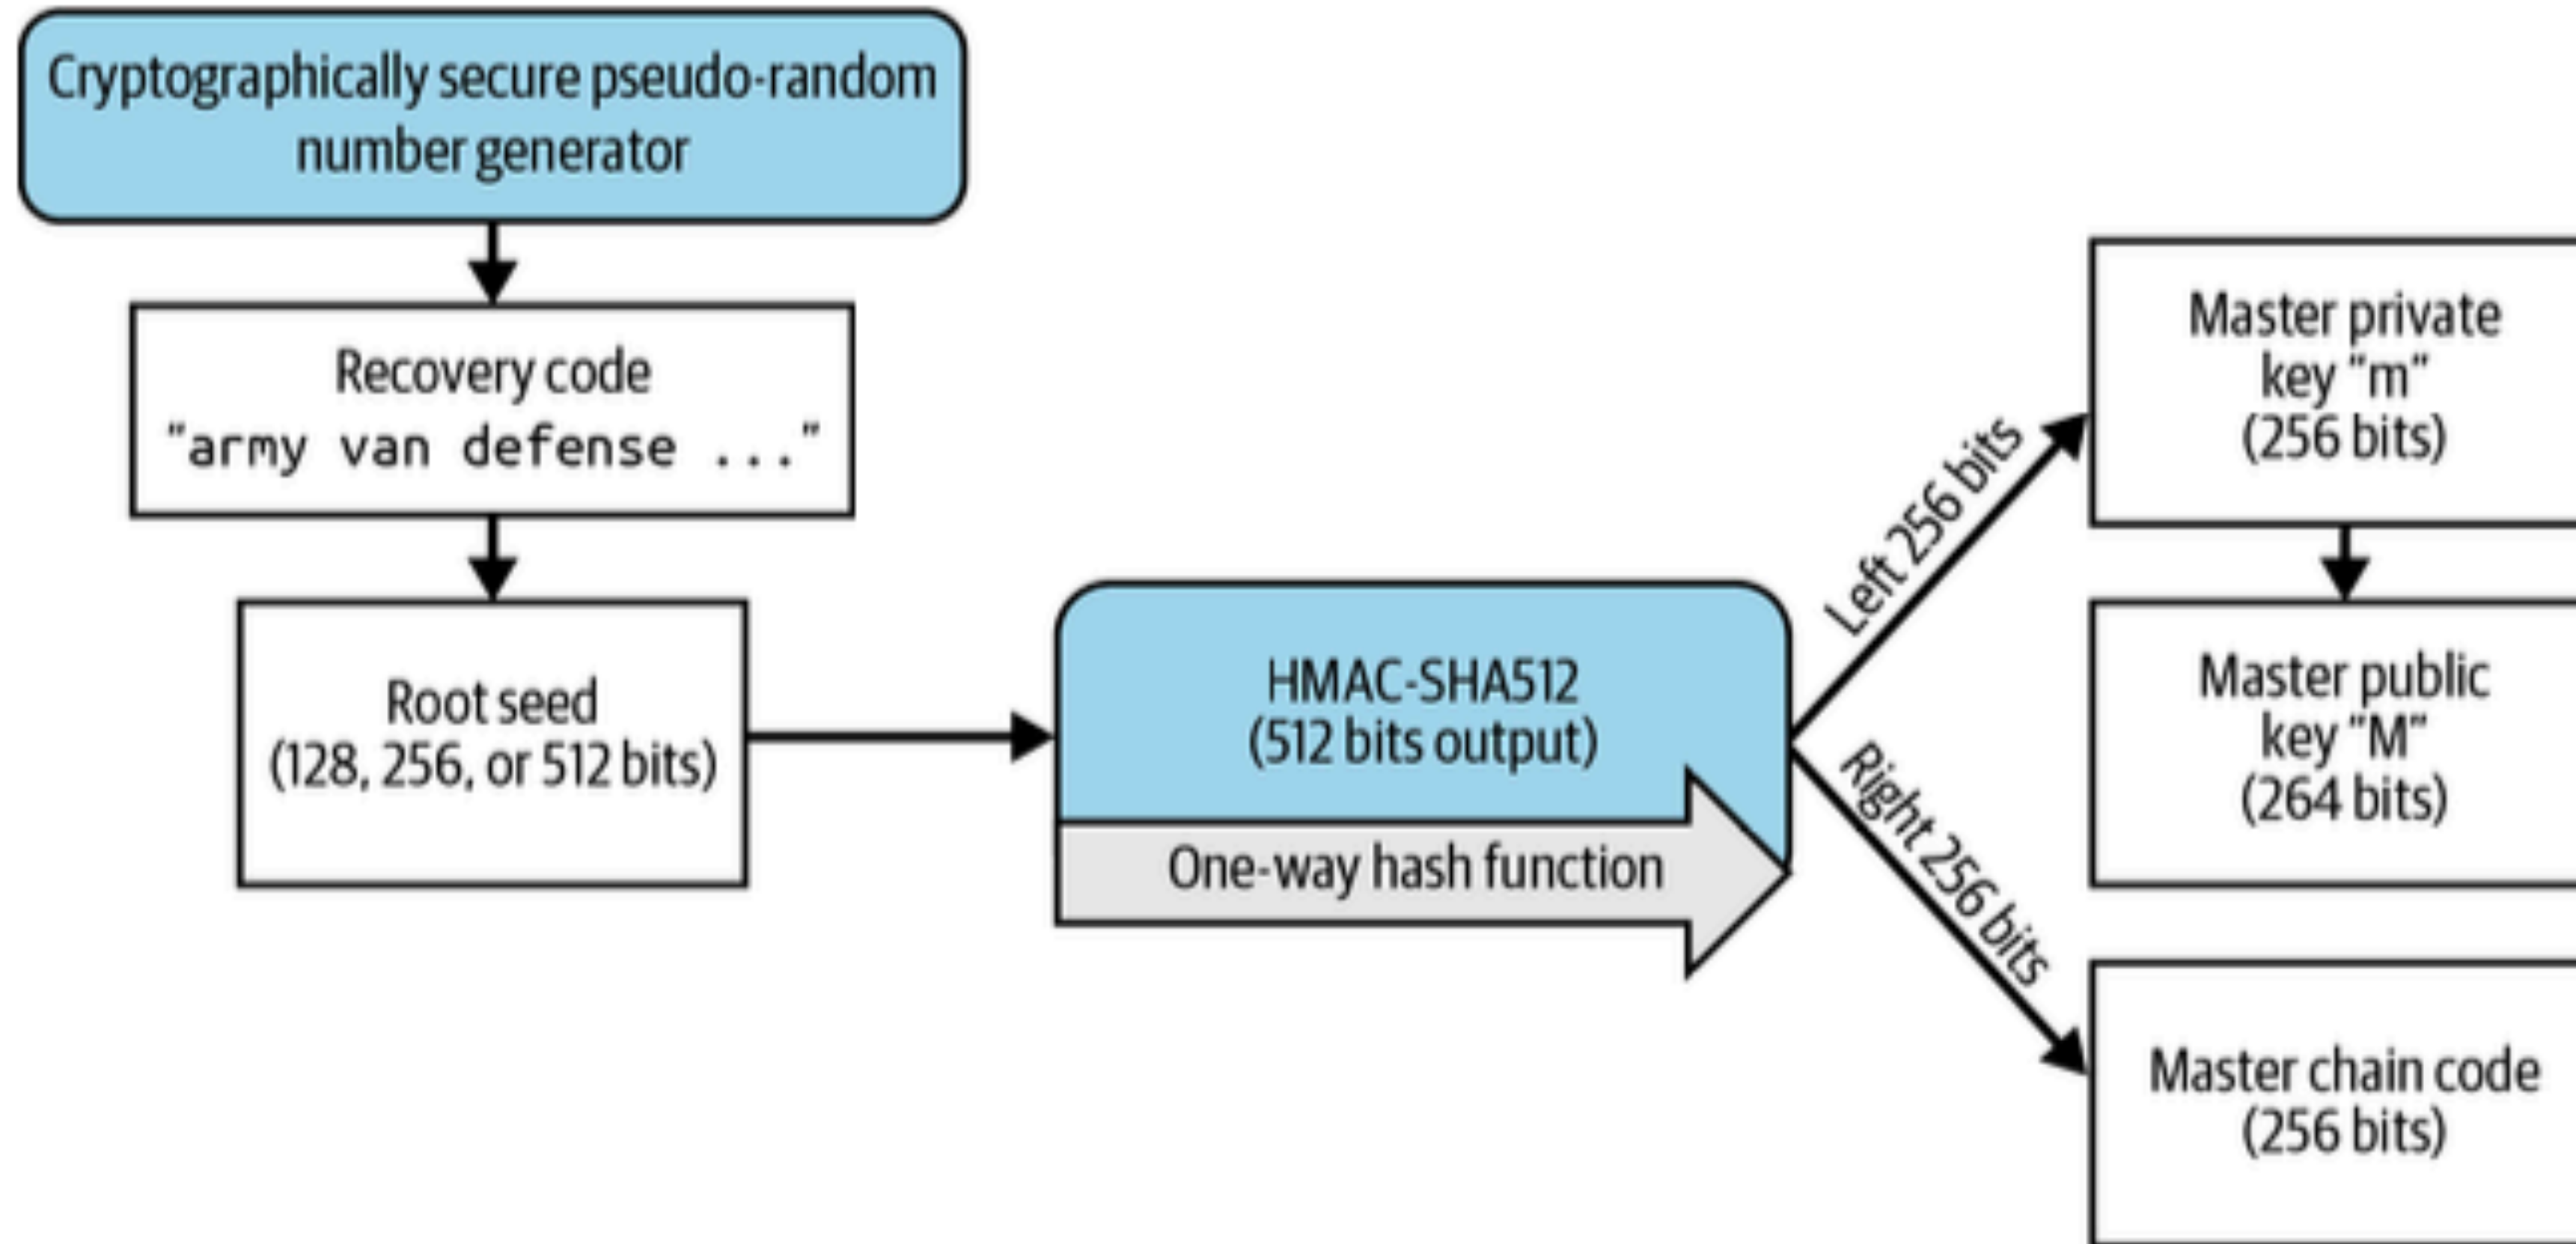 Cryptographically secure pseudo-random
number generator
Recovery code
"army van defense ..."
Root seed
(128, 256, or 512 bits)
HMAC-SHA512
(512 bits output)
One-way hash function
Left 256 bits
Right 256 bits
Master private
key "m"
(256 bits)
Master public
key "M"
(264 bits)
Master chain code
(256 bits)